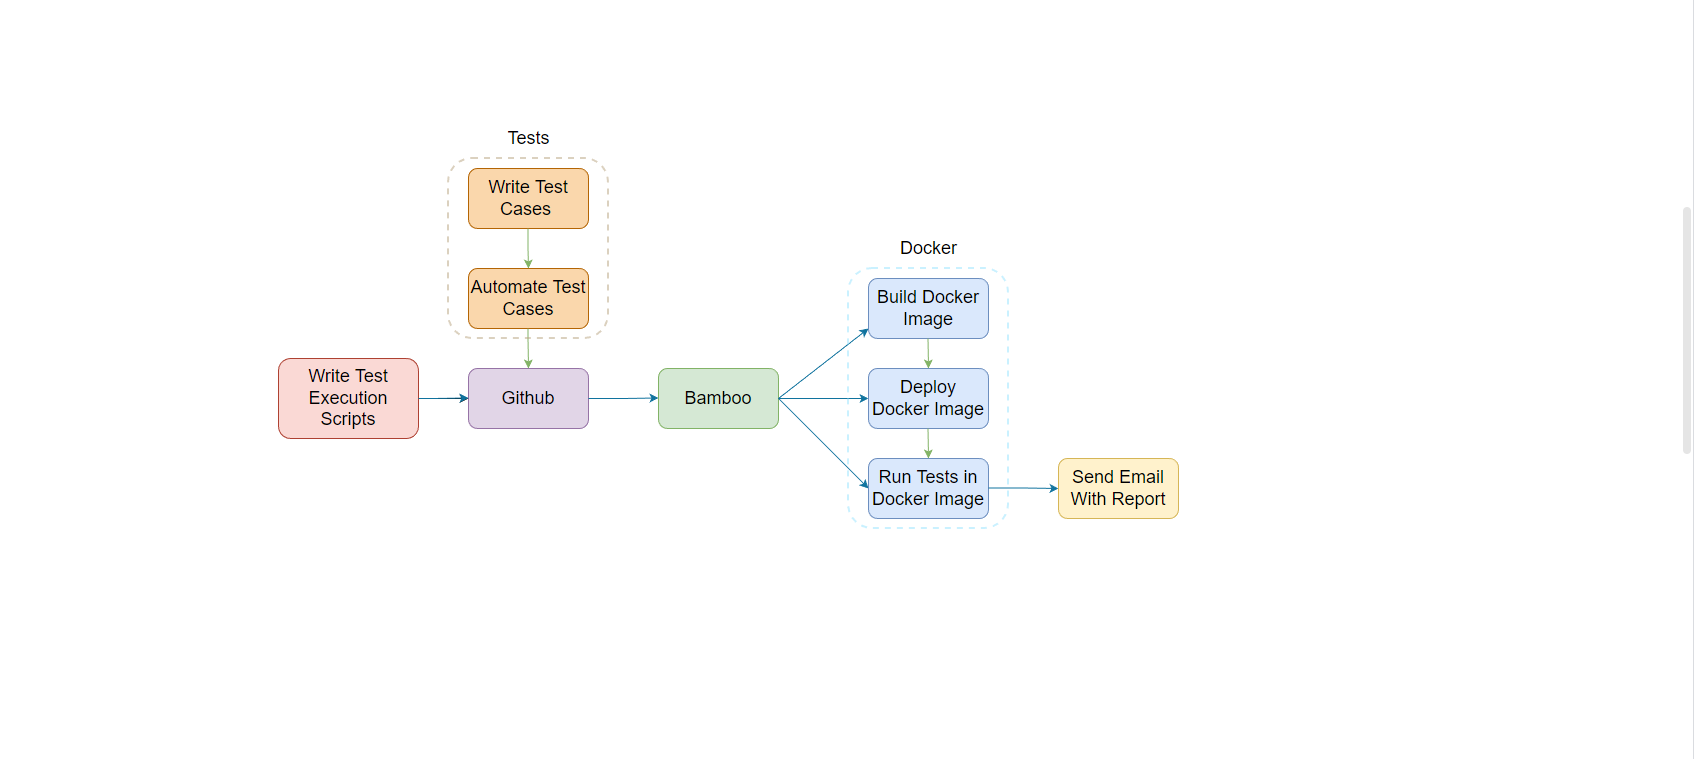 Tests
Write Test
Cases
Automate Test
Cases
Write Test
Execution
Scripts
Github
Bamboo
Docker
Build Docker
Image
Deploy
Docker Image
Run Tests in
Docker Image
Send Email
With Report